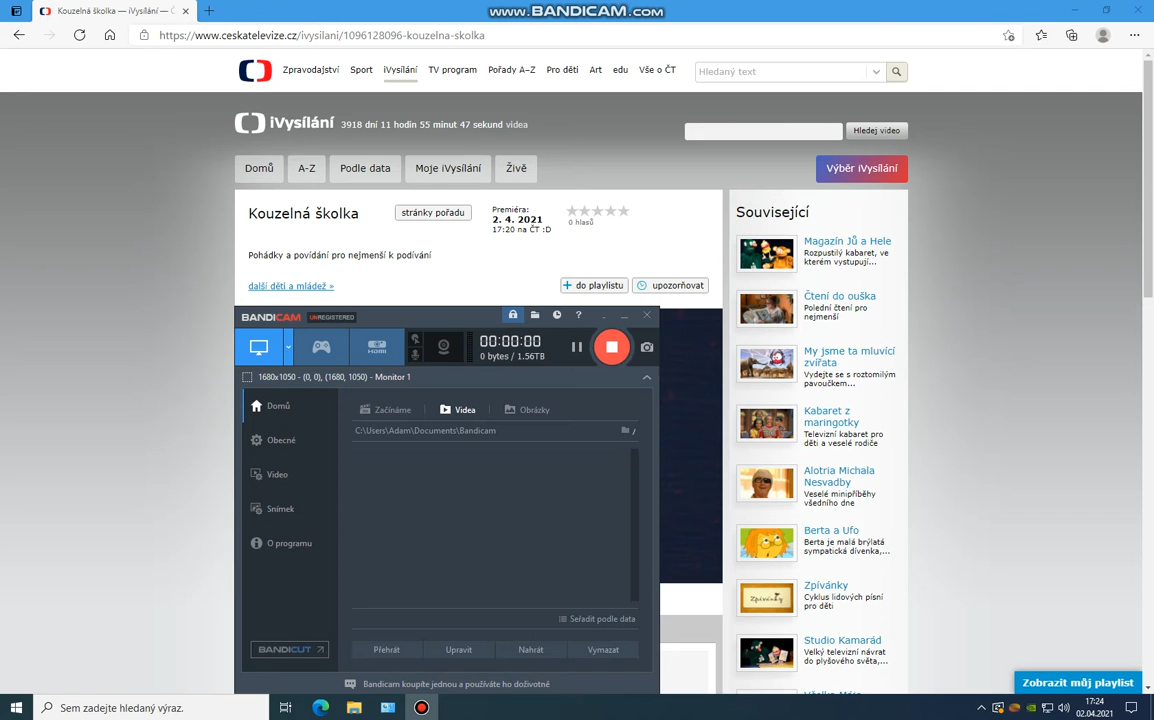 Kouzelná školka — iVysílání — Č
www.BANDICAM.com
https://www.ceskatelevize.cz/ivysilani/1096128096-kouzelna-skolka
Zpravodajství Sport iVysílání TV program Pořady A–Z Pro děti Art edu Vše o ČT
Hledaný text
iVysílání 3918 dní 11 hodin 55 minut 47 sekund videa
Hledej video
Domů A-Z Podle data Moje iVysílání Živě
Výběr iVysílání
Kouzelná školka
stránky pořadu
Premiéra:
2. 4. 2021
17:20 na ČT :D
0 hlasů
Pohádky a povídání pro nejmenší k podívání
další děti a mládež »
do playlistu
upozorňovat
BANDICAM UNREGISTERED
HDMI
00:00:00
0 bytes / 1.56TB
1680x1050 - (0, 0), (1680, 1050) - Monitor 1
Domů
Obecné
Video
Snímek
O programu
BANDICUT
Začínáme
Videa
Obrázky
C:\Users\Adam\Documents\Bandicam
Seřadit podle data
Přehrát Upravit Nahrát Vymazat
Bandicam koupíte jednou a používáte ho doživotně
Související
Magazín Jů a Hele
Rozpustilý kabaret, ve
kterém vystupují...
Čtení do ouška
Polední čtení pro
nejmenší
My jsme ta mluvící
zvířata
Vydejte se s roztomilým
pavoučkem...
Kabaret z
maringotky
Televizní kabaret pro
děti a veselé rodiče
Alotria Michala
Nesvadby
Veselé minipříběhy
všedního dne
Berta a Ufo
Berta je malá brýlatá
sympatická dívenka,...
Zpívánky
Zpívánky
Cyklus lidových písní
pro děti
Studio Kamarád
Velký televizní návrat
do plyšového světa,...
Zobrazit můj playlist
Sem zadejte hledaný výraz.
17:24
02.04.2021